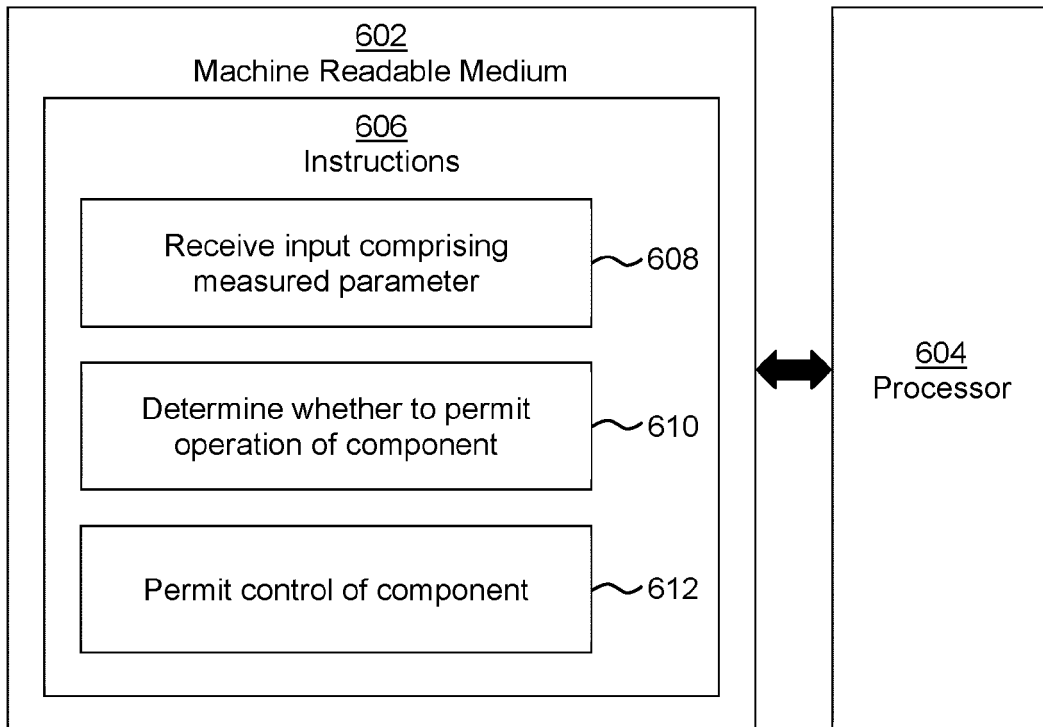 602
Machine Readable Medium
606
Instructions
Receive input comprising
measured parameter
608
Determine whether to permit
operation of component
610
Permit control of component
612
604
Processor